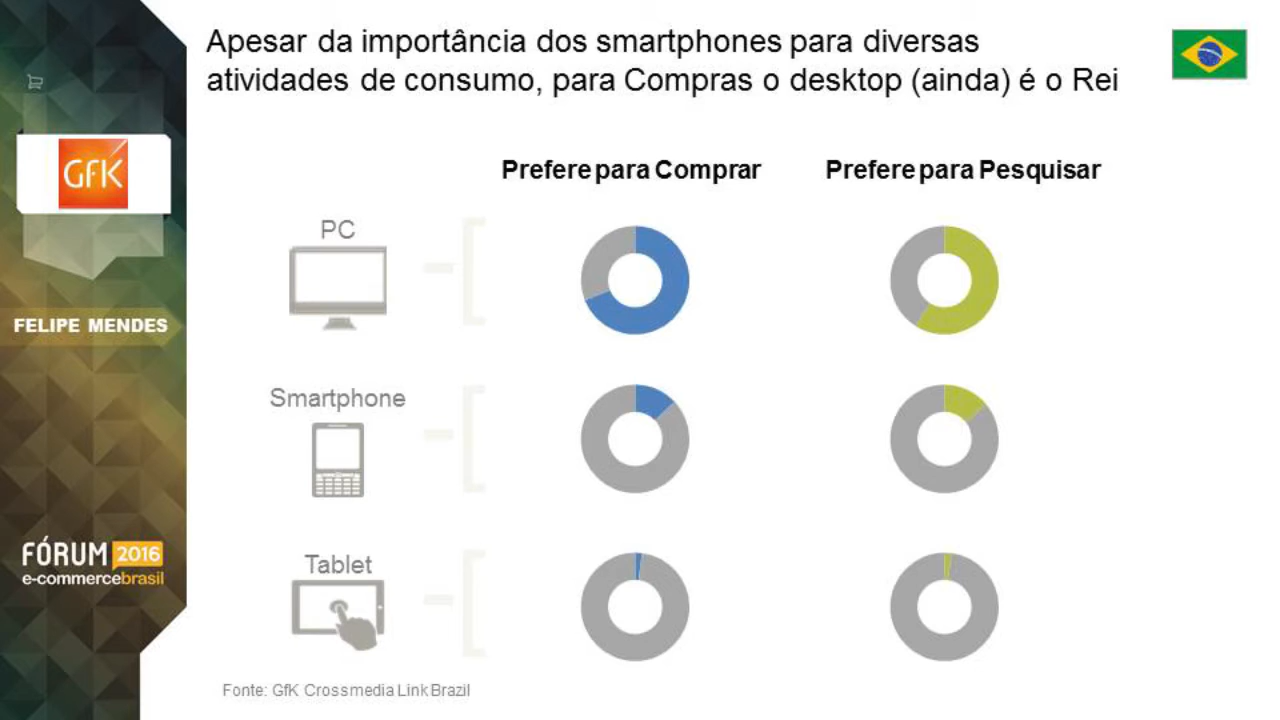 Apesar da importância dos smartphones para diversas
atividades de consumo, para Compras o desktop (ainda) é o Rei
GfK
Prefere para Comprar
Prefere para Pesquisar
PC
FELIPE MENDES
Smartphone
FÓRUM 2016
e-commercebrasil
Tablet
Fonte: GfK Crossmedia Link Brazil